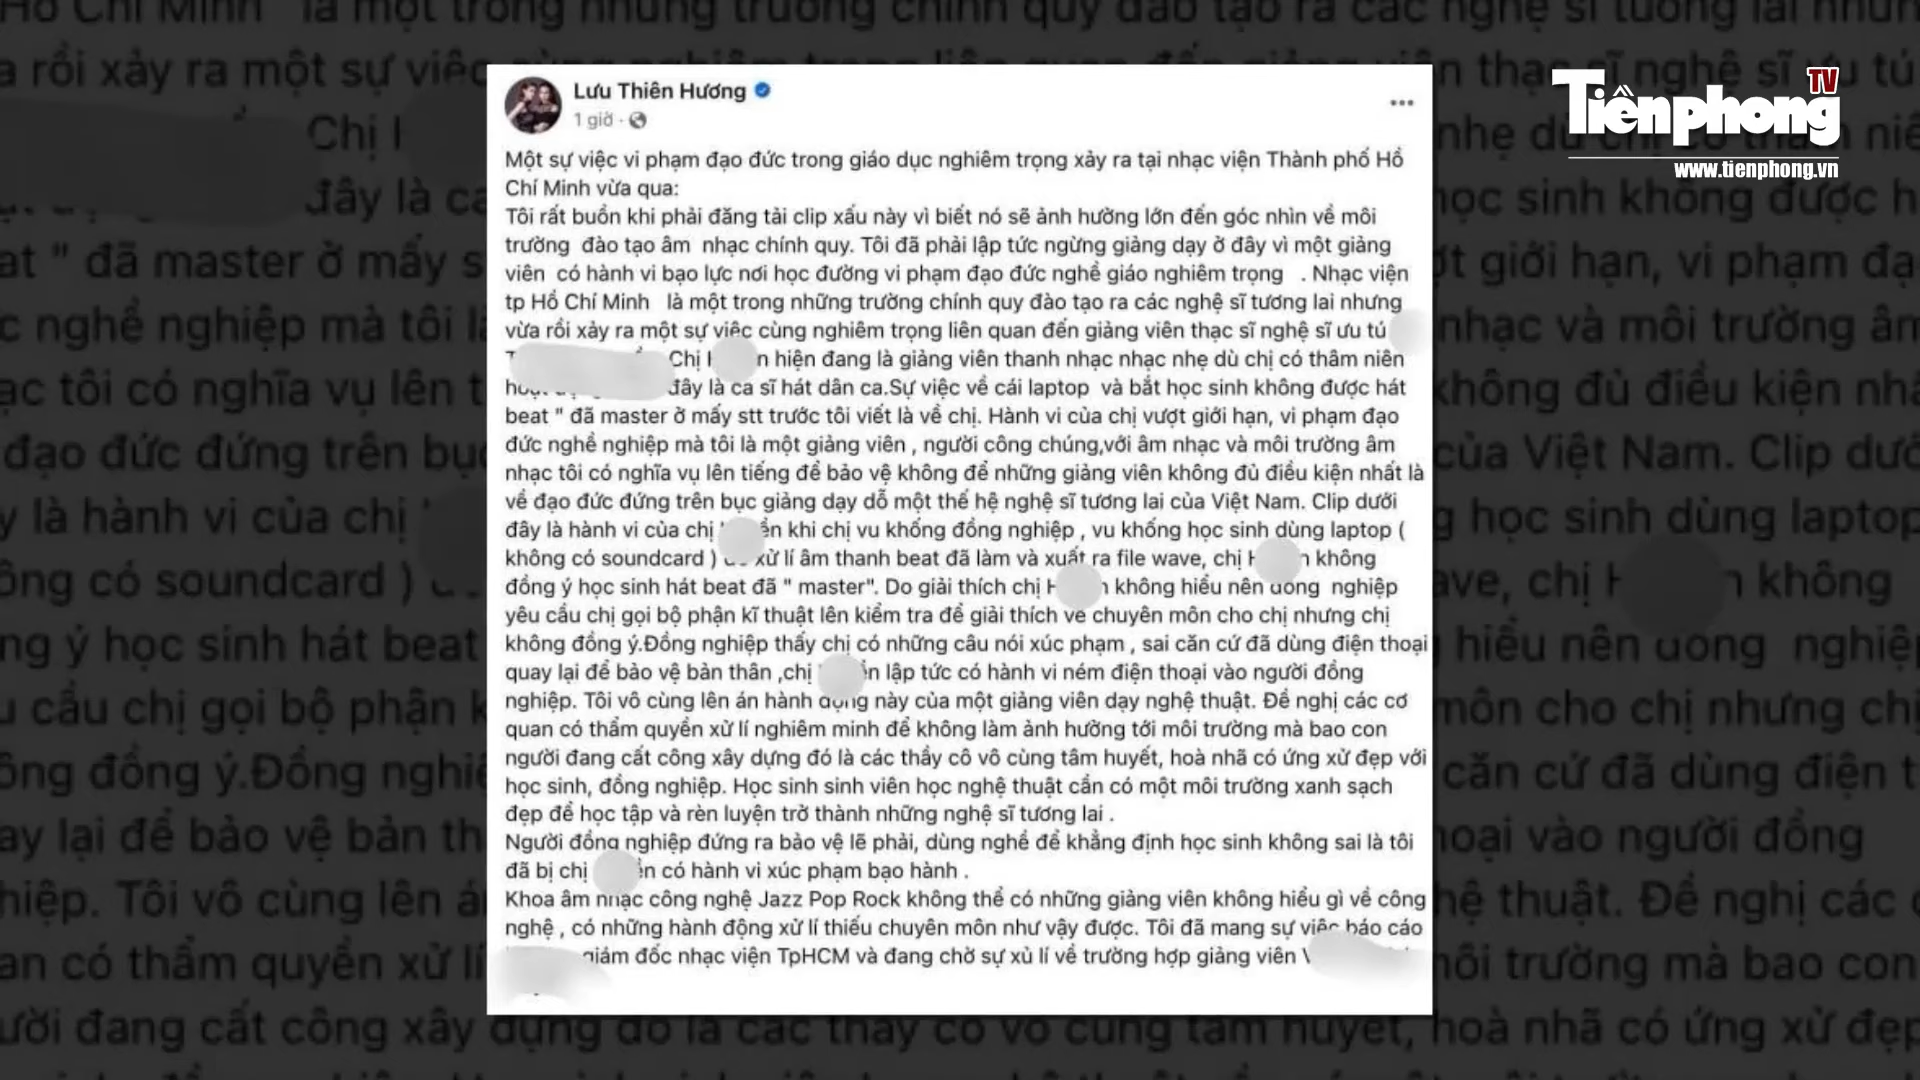 Tiền phong TV
www.tienphong.vn
Lưu Thiên Hương
1 giờ ·
Một sự việc vi phạm đạo đức trong giáo dục nghiêm trọng xảy ra tại nhạc viện Thành phố Hồ
Chí Minh vừa qua:
Tôi rất buồn khi phải đăng tải clip xấu này vì biết nó sẽ ảnh hưởng lớn đến góc nhìn về môi
trường đào tạo âm nhạc chính quy. Tôi đã phải lập tức ngừng giảng dạy ở đây vì một giảng
viên có hành vi bạo lực nơi học đường vi phạm đạo đức nghề giáo nghiêm trọng . Nhạc viện
tp Hồ Chí Minh là một trong những trường chính quy đào tạo ra các nghệ sĩ tương lai nhưng
vừa rồi xảy ra một sự việc cùng nghiêm trọng liên quan đến giảng viên thạc sĩ nghệ sĩ ưu tú
Chị hiện đang là giảng viên thanh nhạc nhạc nhẹ dù chị có thâm niên
đây là ca sĩ hát dân ca.Sự việc về cái laptop và bắt học sinh không được hát
beat " đã master ở mấy stt trước tôi viết là về chị. Hành vi của chị vượt giới hạn, vi phạm đạo
đức nghề nghiệp mà tôi là một giảng viên , người công chúng,với âm nhạc và môi trường âm
nhạc tôi có nghĩa vụ lên tiếng để bảo vệ không để những giảng viên không đủ điều kiện nhất là
về đạo đức đứng trên bục giảng dạy dỗ một thế hệ nghệ sĩ tương lai của Việt Nam. Clip dưới
đây là hành vi của chị khi chị vu khống đồng nghiệp , vu khống học sinh dùng laptop (
không có soundcard ) xử lí âm thanh beat đã làm và xuất ra file wave, chị không
đồng ý học sinh hát beat đã " master". Do giải thích chị không hiểu nên đồng nghiệp
yêu cầu chị gọi bộ phận kĩ thuật lên kiểm tra để giải thích về chuyên môn cho chị nhưng chị
không đồng ý.Đồng nghiệp thấy chị có những câu nói xúc phạm , sai căn cứ đã dùng điện thoại
quay lại để bảo vệ bản thân ,chị lập tức có hành vi ném điện thoại vào người đồng
nghiệp. Tôi vô cùng lên án hành động này của một giảng viên dạy nghệ thuật. Đề nghị các cơ
quan có thẩm quyền xử lí nghiêm minh để không làm ảnh hưởng tới môi trường mà bao con
người đang cất công xây dựng đó là các thầy cô vô cùng tâm huyết, hoà nhã có ứng xử đẹp với
học sinh, đồng nghiệp. Học sinh sinh viên học nghệ thuật cần có một môi trường xanh sạch
đẹp để học tập và rèn luyện trở thành những nghệ sĩ tương lai .
Người đồng nghiệp đứng ra bảo vệ lẽ phải, dùng nghề để khẳng định học sinh không sai là tôi
đã bị chị có hành vi xúc phạm bạo hành .
Khoa âm nhạc công nghệ Jazz Pop Rock không thể có những giảng viên không hiểu gì về công
nghệ , có những hành động xử lí thiếu chuyên môn như vậy được. Tôi đã mang sự việc báo cáo
giám đốc nhạc viện TpHCM và đang chờ sự xủ lí về trường hợp giảng viên